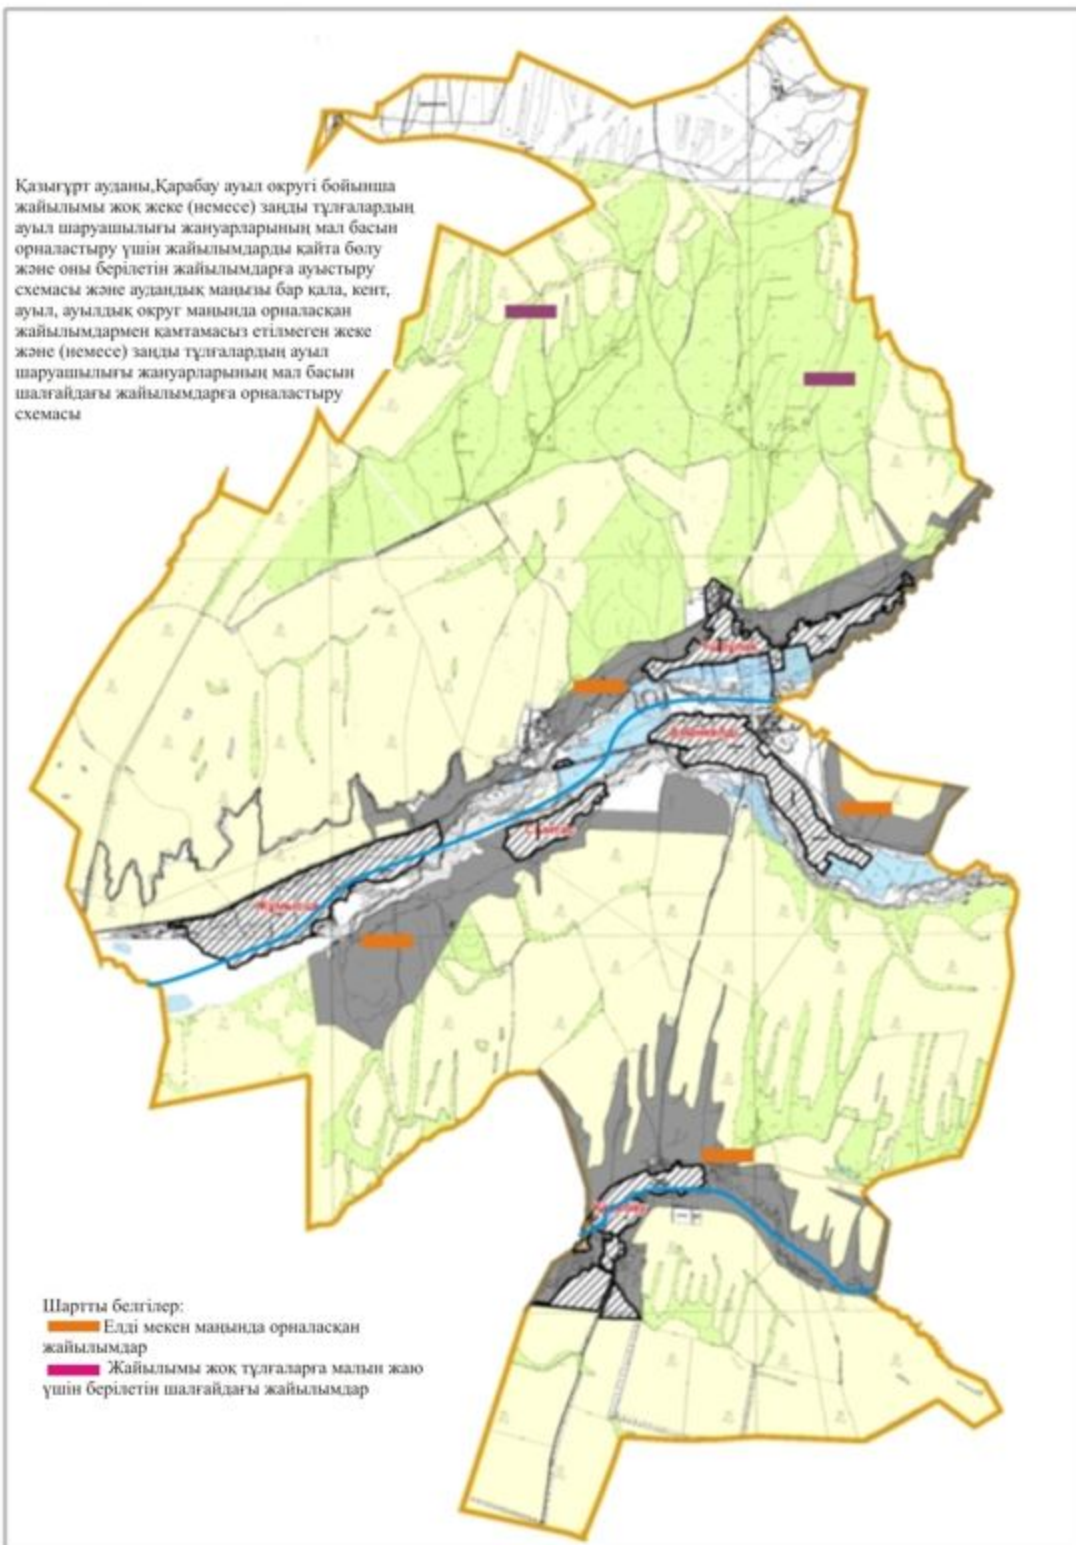 Қазығұрт ауданы,Қарабау ауыл округі бойынша
жайылымы жоқ жеке (немесе) заңды тұлғалардың
ауыл шаруашылығы жануарларының мал басын
орналастыру үшін жайылымдарды қайта бөлу
және оны берілетін жайылымдарға ауыстыру
схемасы және аудандық маңызы бар қала, кент,
ауыл, ауылдық округ маңында орналасқан
жайылымдармен қамтамасыз етілмеген жеке
және (немесе) заңды тұлғалардың ауыл
шаруашылығы жануарларының мал басын
шалғайдағы жайылымдарға орналастыру
схемасы
Шартты белгілер:
Елді мекен маңында орналасқан
жайылымдар
Жайылымы жоқ тұлғаларға малын жаю
үшін берілетін шалғайдағы жайылымдар